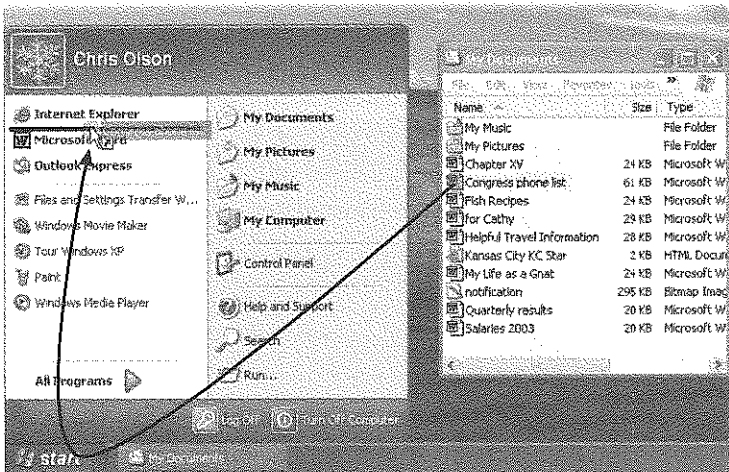 Chris Olson
Internet Explorer
Microsoft Word
Outlook Express
Files and Settings Transfer W...
Windows Movie Maker
Tour Windows XP
Paint
Windows Media Player
All Programs
My Documents
My Pictures
My Music
My Computer
Control Panel
Help and Support
Search
Run...
Log Off Turn Off Computer
start My Documents
My Documents
File Edit View Favorites Tools »
Name Size Type
My Music File Folder
My Pictures File Folder
Chapter XV 24 KB Microsoft W
Congress phone list 61 KB Microsoft W
Fish Recipes 24 KB Microsoft W
for Cathy 29 KB Microsoft W
Helpful Travel Information 28 KB Microsoft W
Kansas City KC Star 2 KB HTML Docum
My Life as a Gnat 24 KB Microsoft W
notification 295 KB Bitmap Imag
Quarterly results 20 KB Microsoft W
Salaries 2003 20 KB Microsoft W